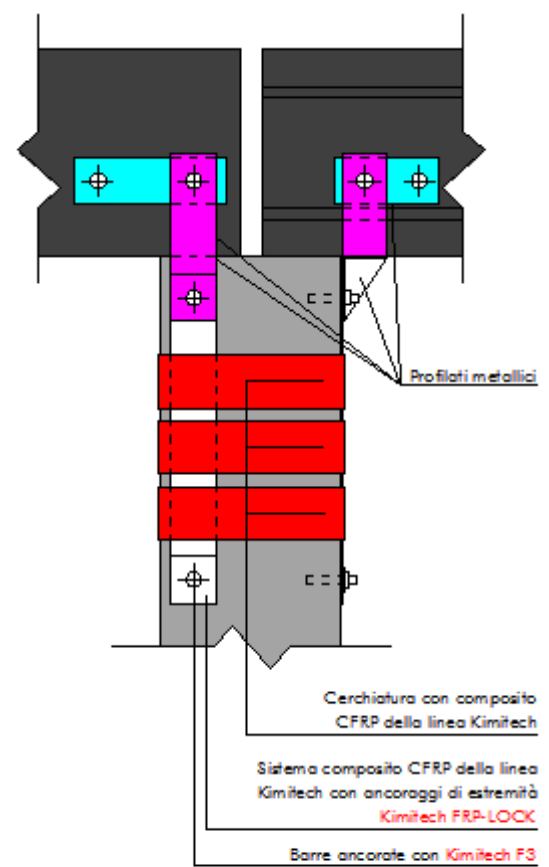 Profilati metallici
Cerchiatura con composito
CFRP della linea Kimitech
Sistema composito CFRP della linea
Kimitech con ancoraggi di estremità
Kimitech FRP-LOCK
Barre ancorate con Kimitech F3